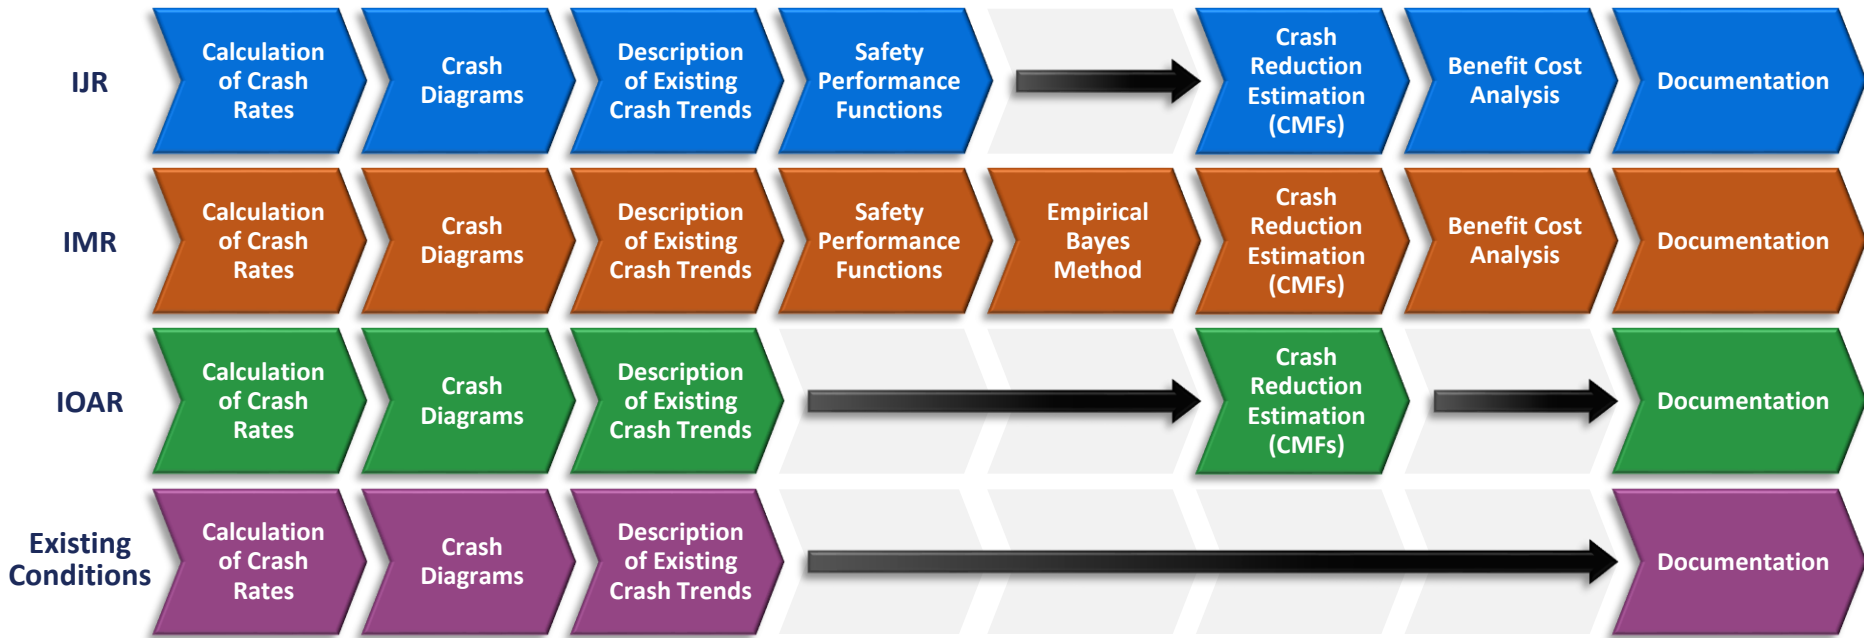 IJR
Calculation
of Crash
Rates
Crash
Diagrams
Description
of Existing
Crash Trends
Safety
Performance
Functions
Crash
Reduction
Estimation
(CMFs)
Benefit Cost
Analysis
Documentation
IMR
Calculation
of Crash
Rates
Crash
Diagrams
Description
of Existing
Crash Trends
Safety
Performance
Functions
Empirical
Bayes
Method
Crash
Reduction
Estimation
(CMFs)
Benefit Cost
Analysis
Documentation
IOAR
Calculation
of Crash
Rates
Crash
Diagrams
Description
of Existing
Crash Trends
Crash
Reduction
Estimation
(CMFs)
Documentation
Existing
Conditions
Calculation
of Crash
Rates
Crash
Diagrams
Description
of Existing
Crash Trends
Documentation